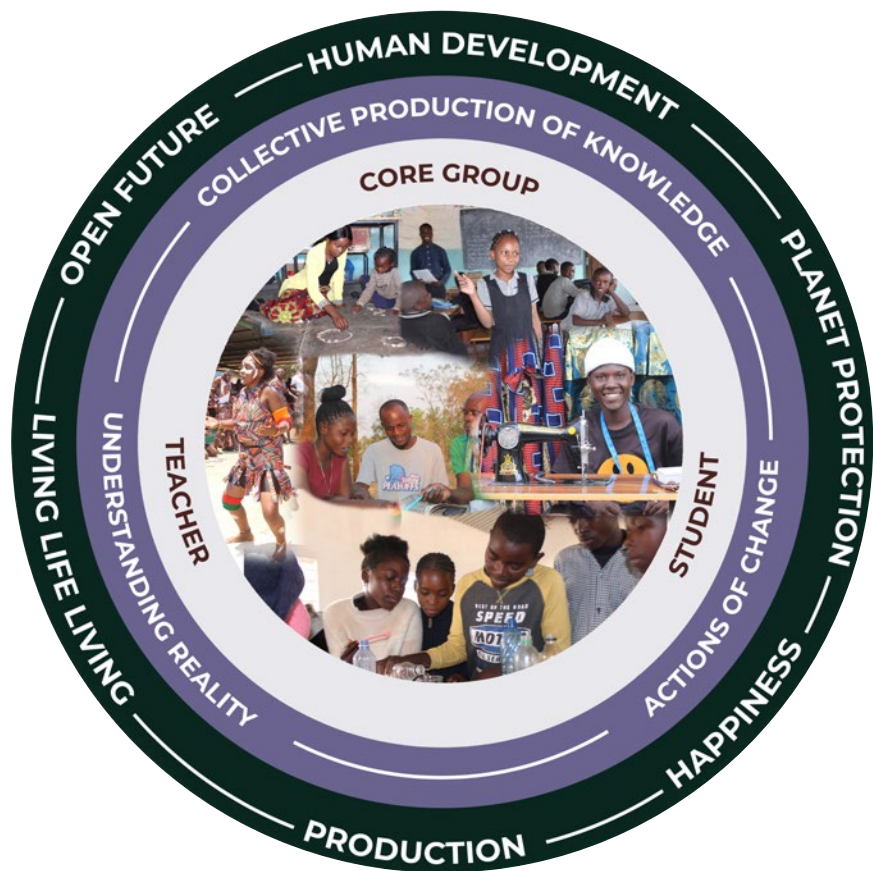 HUMAN DEVELOPMENT
PLANET PROTECTION
HAPPINESS
PRODUCTION
LIVING LIFE LIVING
OPEN FUTURE
COLLECTIVE PRODUCTION OF KNOWLEDGE
ACTIONS OF CHANGE
UNDERSTANDING REALITY
CORE GROUP
STUDENT
TEACHER
SPEED